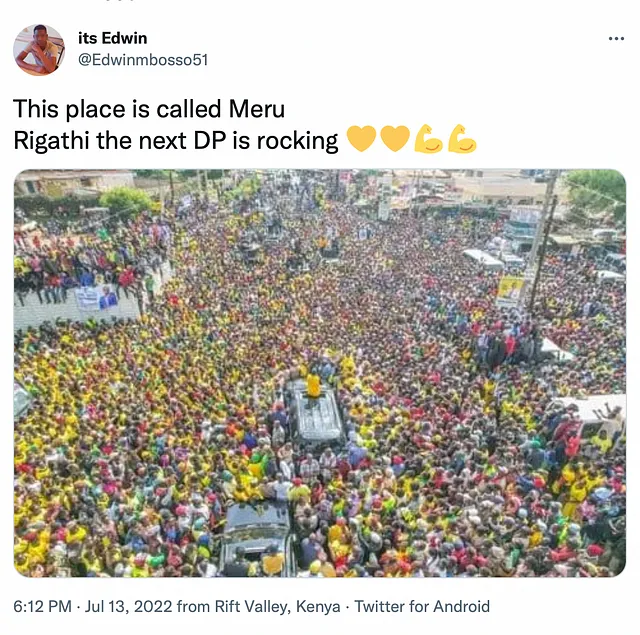 its Edwin
@Edwinmbosso51
This place is called Meru
Rigathi the next DP is rocking 💛💛💪💪
6:12 PM · Jul 13, 2022 from Rift Valley, Kenya · Twitter for Android